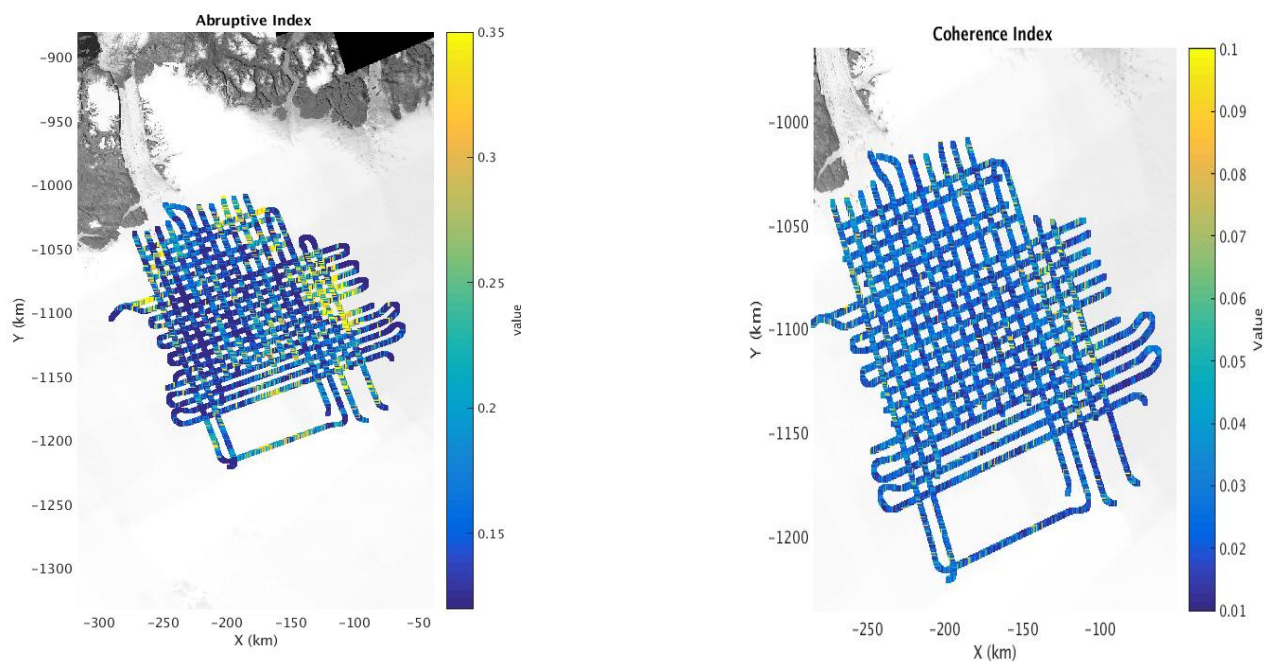 Abruptive Index
−900
−950
−1000
−1050
−1100
−1150
−1200
−1250
−1300
Y (km)
−300 −250 −200 −150 −100 −50
X (km)
0.35
0.3
0.25
0.2
0.15
value
Coherence Index
−1000
−1050
−1100
−1150
−1200
Y (km)
−250 −200 −150 −100
X (km)
0.1
0.09
0.08
0.07
0.06
0.05
0.04
0.03
0.02
0.01
Value